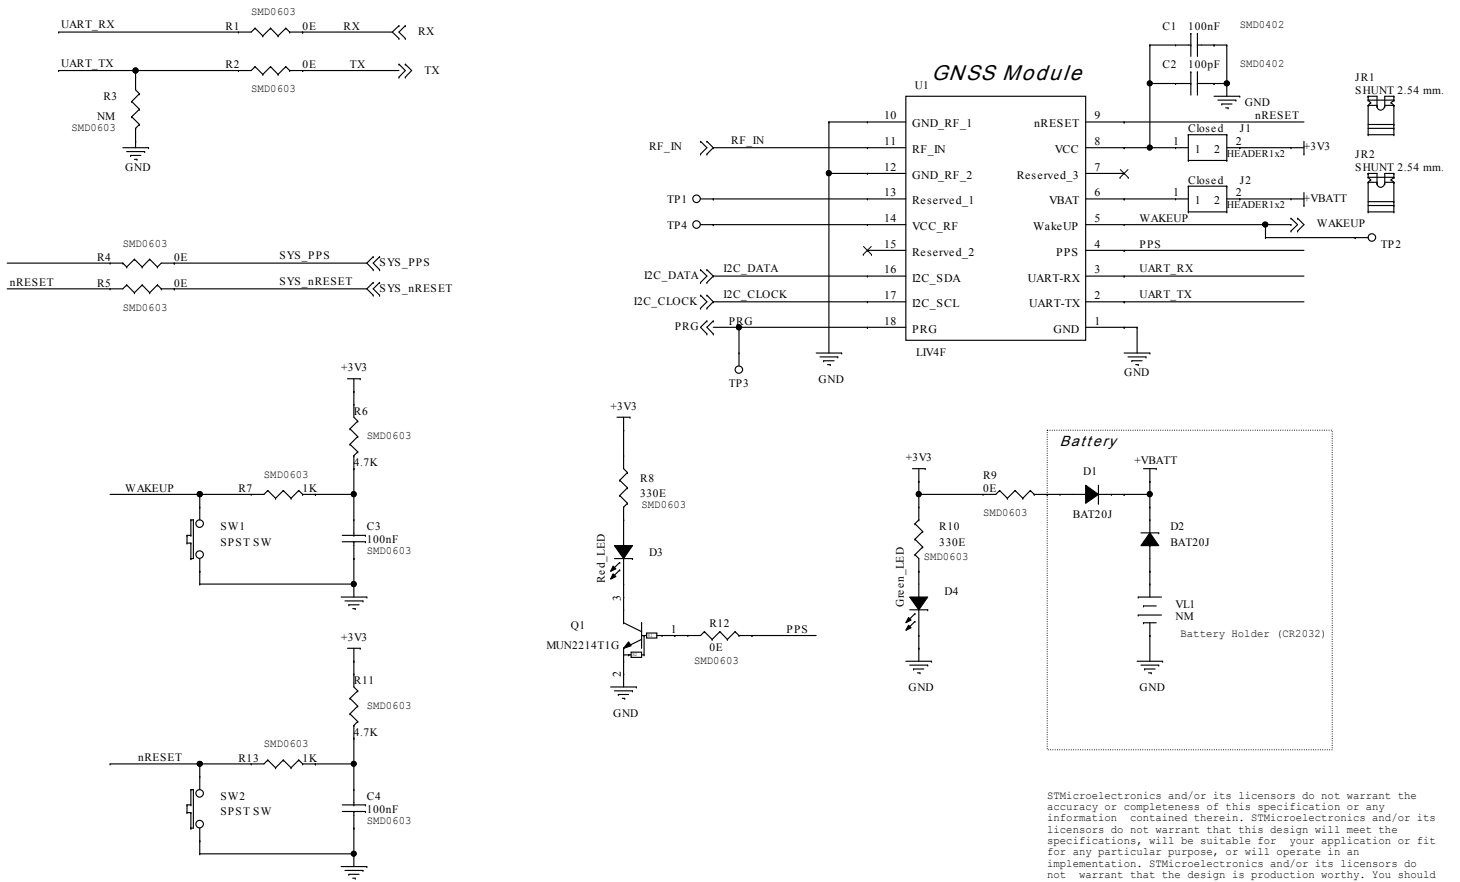 SMD0603
UART_RX R1 0E RX RX
UART_TX R2 0E TX TX
SMD0603
R3
NM
SMD0603
GND
SMD0603
R4 0E SYS_PPS SYS_PPS
nRESET R5 0E SYS_nRESET SYS_nRESET
SMD0603
C1 100nF SMD0402
C2 100pF SMD0402
GND
GNSS Module
U1
10 GND_RF_1 nRESET 9 nRESET
RF_IN RF_IN 11 RF_IN VCC 8 1 Closed J1 1 2 2 HEADER1x2 +3V3
12 GND_RF_2 Reserved_3 7
TP1 13 Reserved_1 VBAT 6 1 Closed J2 1 2 2 HEADER1x2 +VBATT
TP4 14 VCC_RF WakeUP 5 WAKEUP WAKEUP
TP2
15 Reserved_2 PPS 4 PPS
I2C_DATA I2C_DATA 16 I2C_SDA UART-RX 3 UART_RX
I2C_CLOCK I2C_CLOCK 17 I2C_SCL UART-TX 2 UART_TX
PRG PRG 18 PRG GND 1
LIV4F
TP3
GND
GND
JR1
SHUNT 2.54 mm.
JR2
SHUNT 2.54 mm.
+3V3
R6
SMD0603
4.7K
SMD0603
WAKEUP R7 1K
SW1
SPST SW
C3
100nF
SMD0603
+3V3
R11
SMD0603
4.7K
SMD0603
nRESET R13 1K
SW2
SPST SW
C4
100nF
SMD0603
+3V3
R8
330E
SMD0603
Red_LED
D3
3
Q1
MUN2214T1G
1
R12
0E
SMD0603
PPS
2
GND
+3V3
R9
0E
SMD0603
R10
330E
SMD0603
Green_LED
D4
GND
Battery
D1
BAT20J
+VBATT
D2
BAT20J
VL1
NM
Battery Holder (CR2032)
GND
STMicroelectronics and/or its licensors do not warrant the
accuracy or completeness of this specification or any
information contained therein. STMicroelectronics and/or its
licensors do not warrant that this design will meet the
specifications, will be suitable for your application or fit
for any particular purpose, or will operate in an
implementation. STMicroelectronics and/or its licensors do
not warrant that the design is production worthy. You should